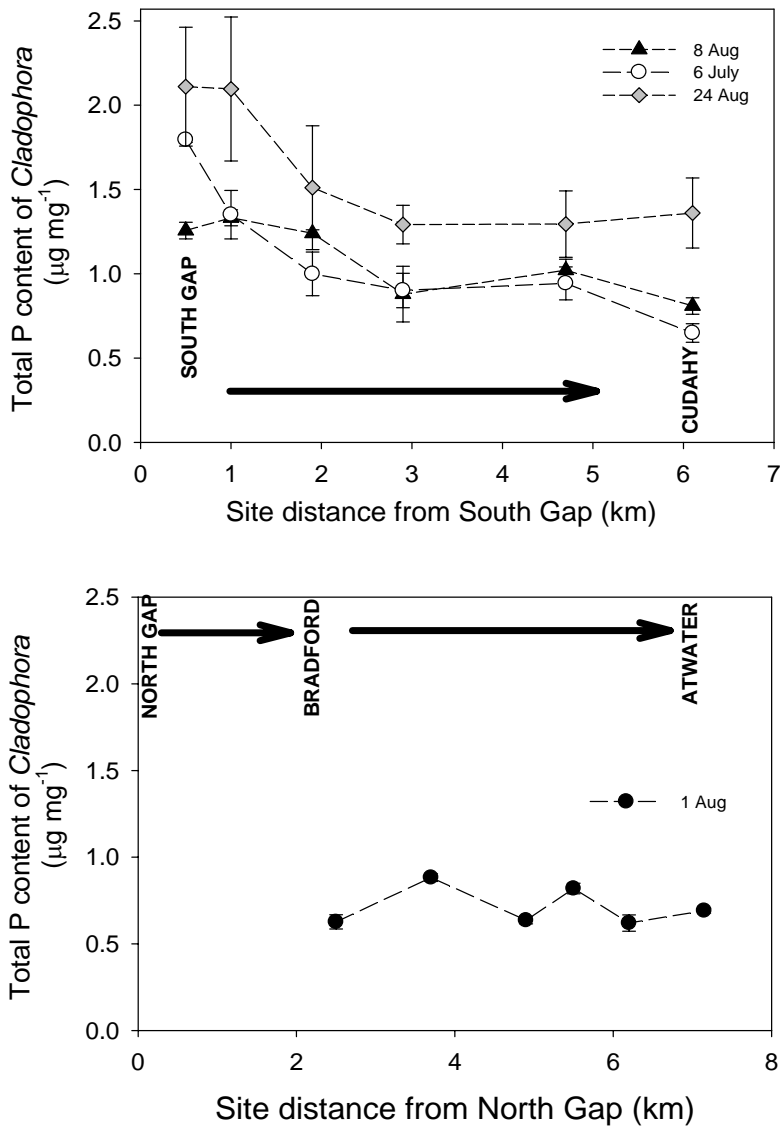 Total P content of Cladophora
(μg mg-1)
2.5
2.0
1.5
1.0
0.5
0.0
8 Aug
6 July
24 Aug
SOUTH GAP
CUDAHY
0 1 2 3 4 5 6 7
Site distance from South Gap (km)
Total P content of Cladophora
(μg mg-1)
2.5
2.0
1.5
1.0
0.5
0.0
NORTH GAP
BRADFORD
ATWATER
1 Aug
0 2 4 6 8
Site distance from North Gap (km)